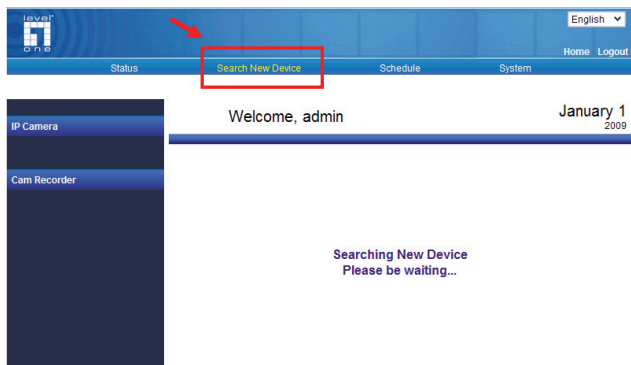 level
one
English
Home Logout
Status Search New Device Schedule System
IP Camera
Welcome, admin
January 1
2009
Cam Recorder
Searching New Device
Please be waiting...